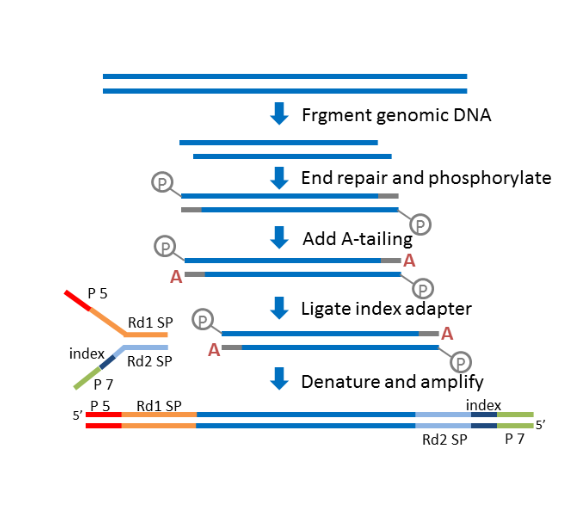 Frgment genomic DNA
End repair and phosphorylate
P
P
Add A-tailing
P
A
A
P
P 5
Ligate index adapter
Rd1 SP
P
A
index
Rd2 SP
A
P
P 7
Denature and amplify
5’ P 5 Rd1 SP index
5’
Rd2 SP P 7